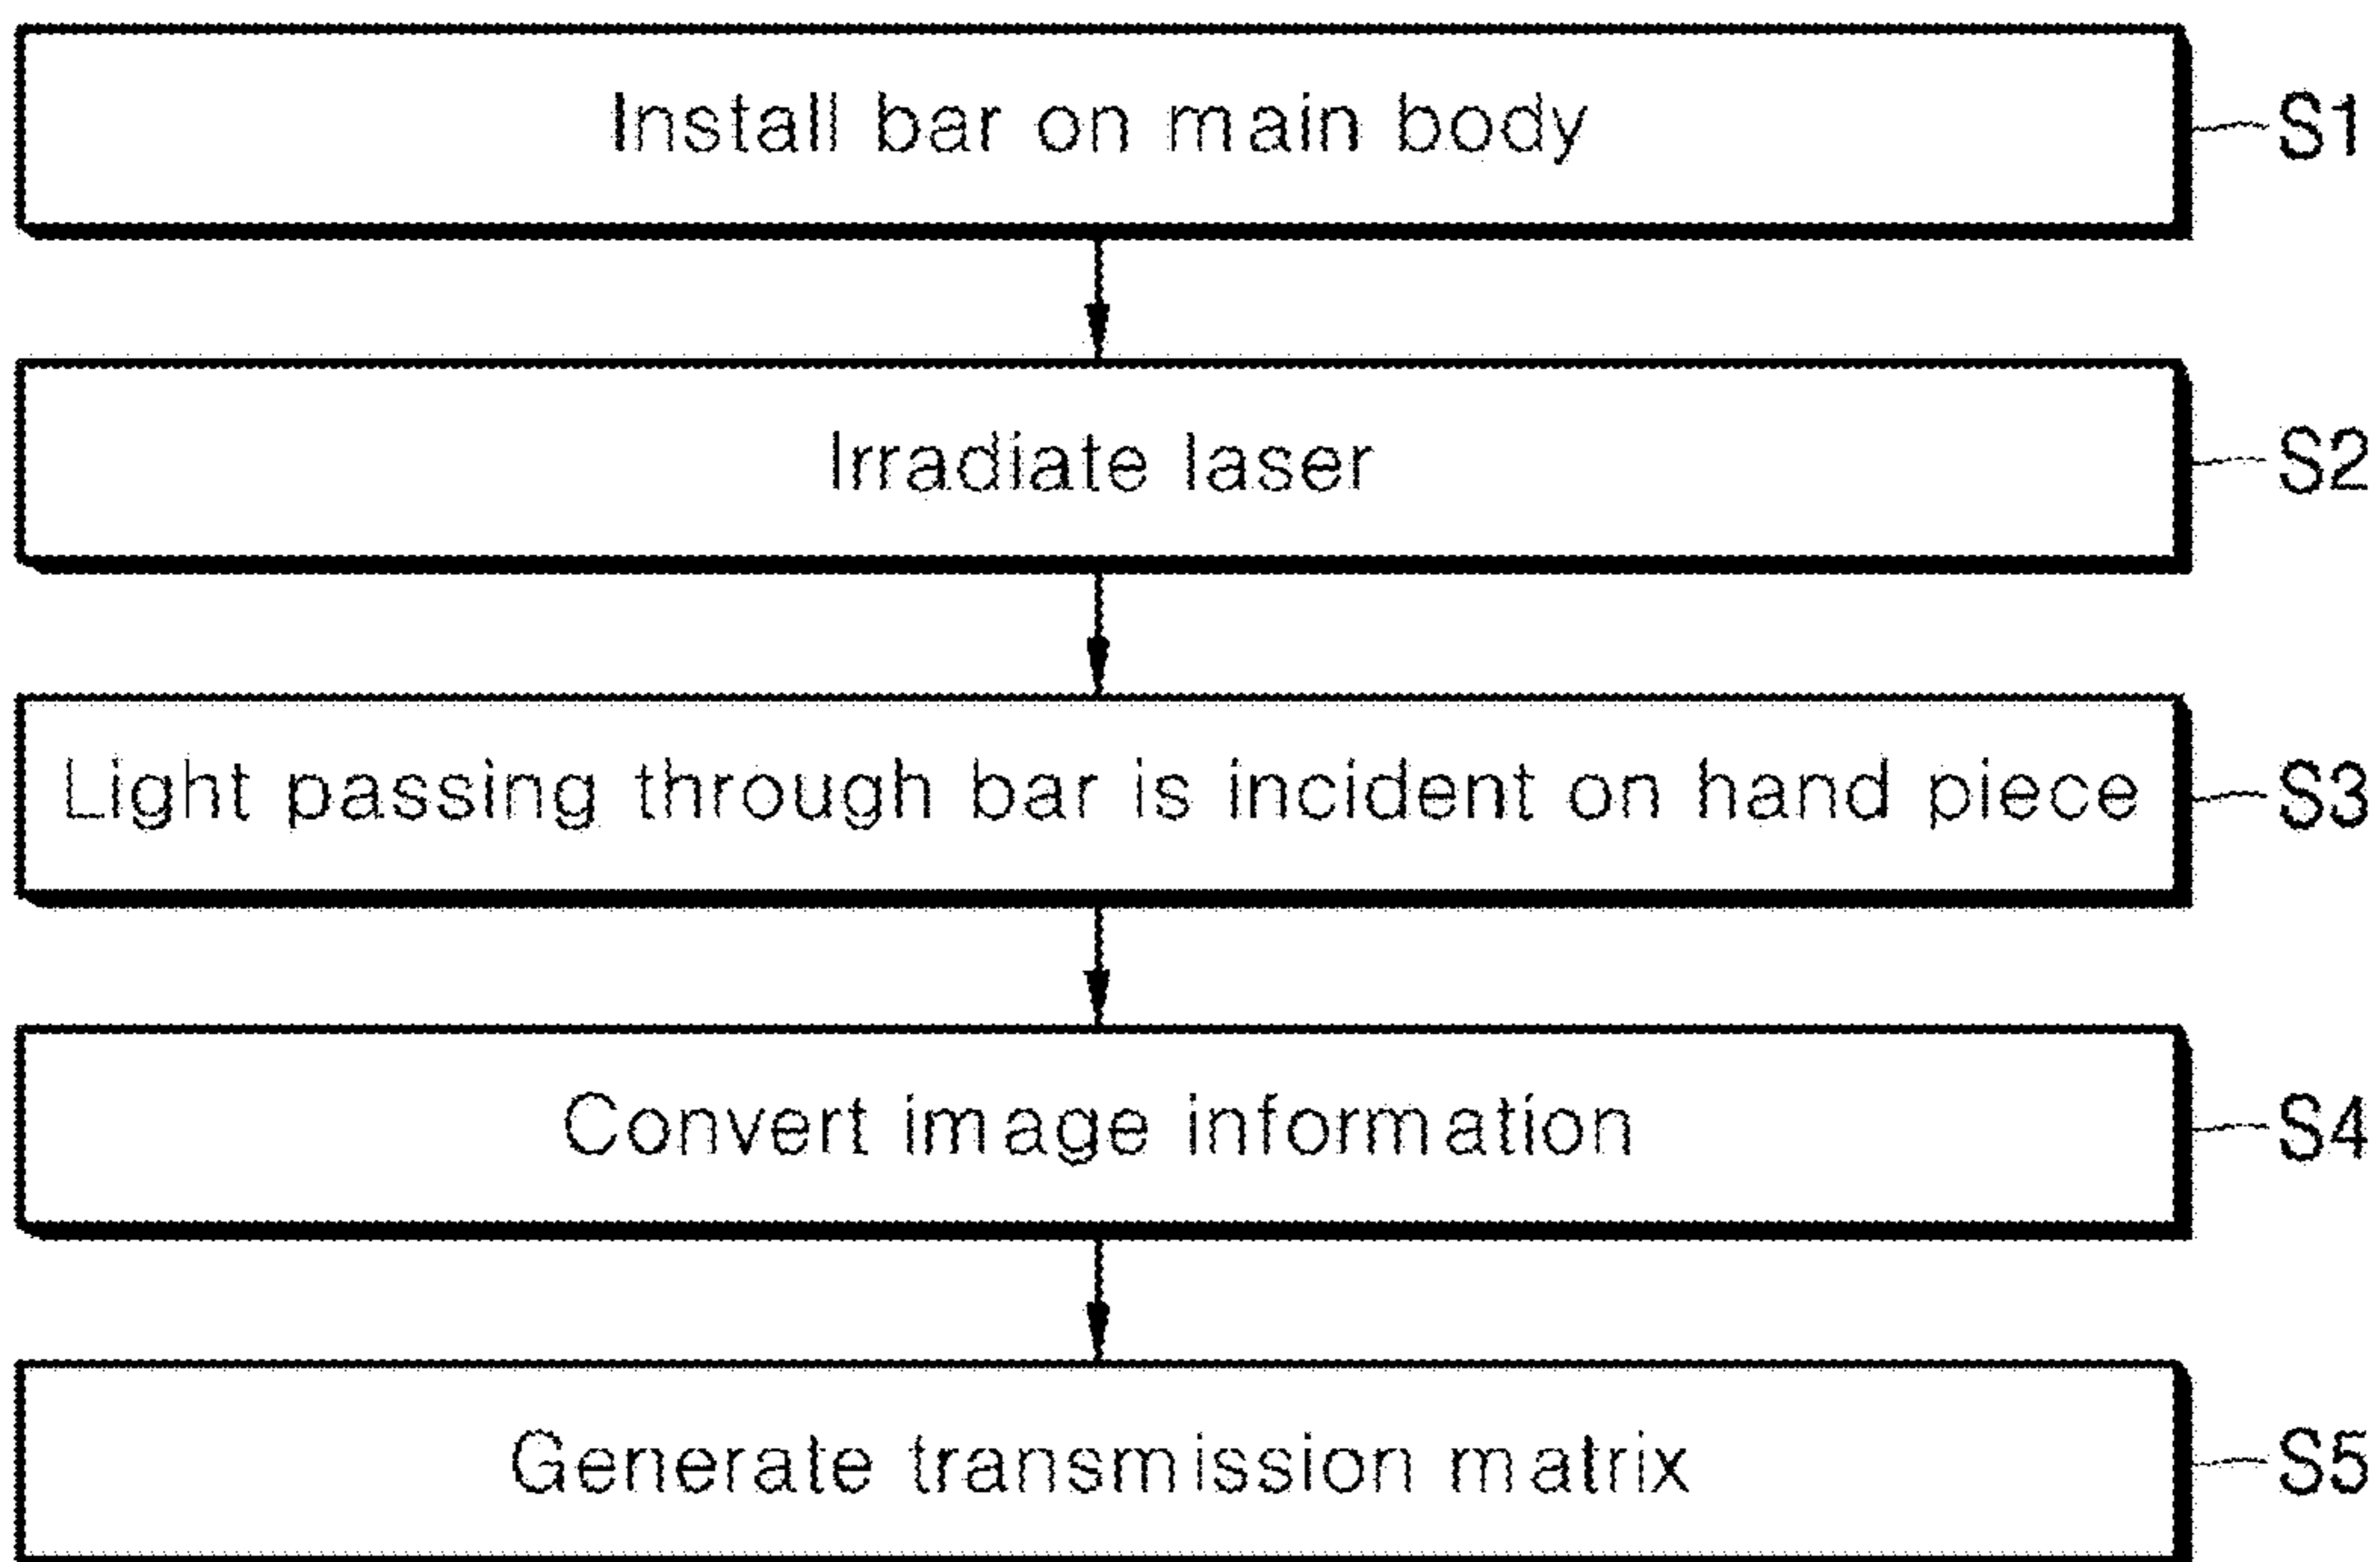 Install bar on main body S1
Irradiate laser S2
Light passing through bar is incident on hand piece S3
Convert image information S4
Generate transmission matrix S5